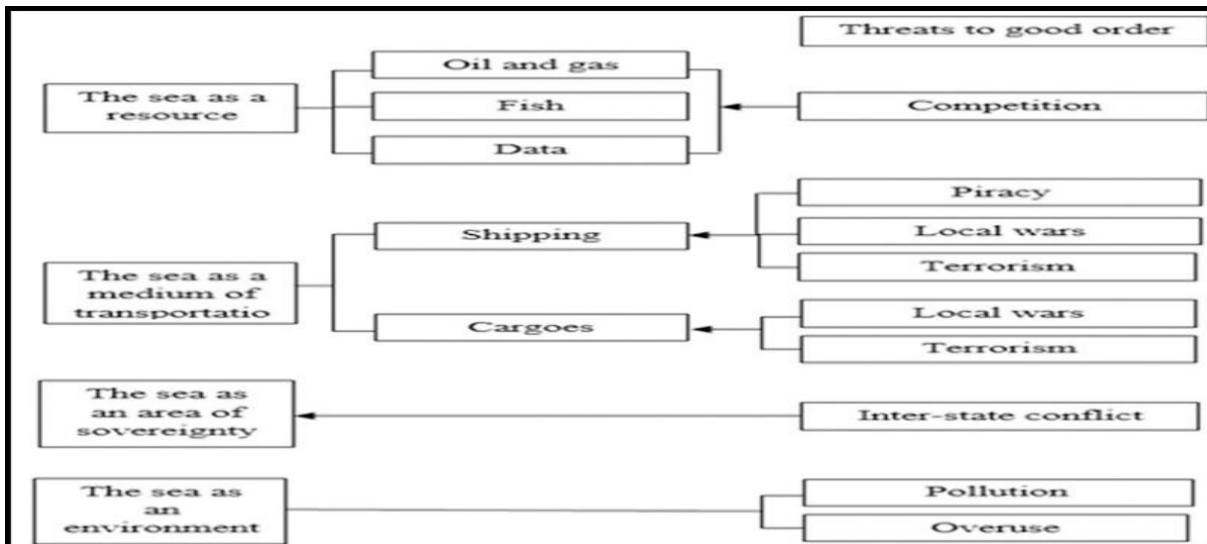 Threats to good order
Oil and gas
The sea as a
resource
Fish
Competition
Data
Piracy
Shipping
Local wars
Terrorism
The sea as a
medium of
transportatio
Cargoes
Local wars
Terrorism
The sea as
an area of
sovereignty
Inter-state conflict
The sea as
an
environment
Pollution
Overuse